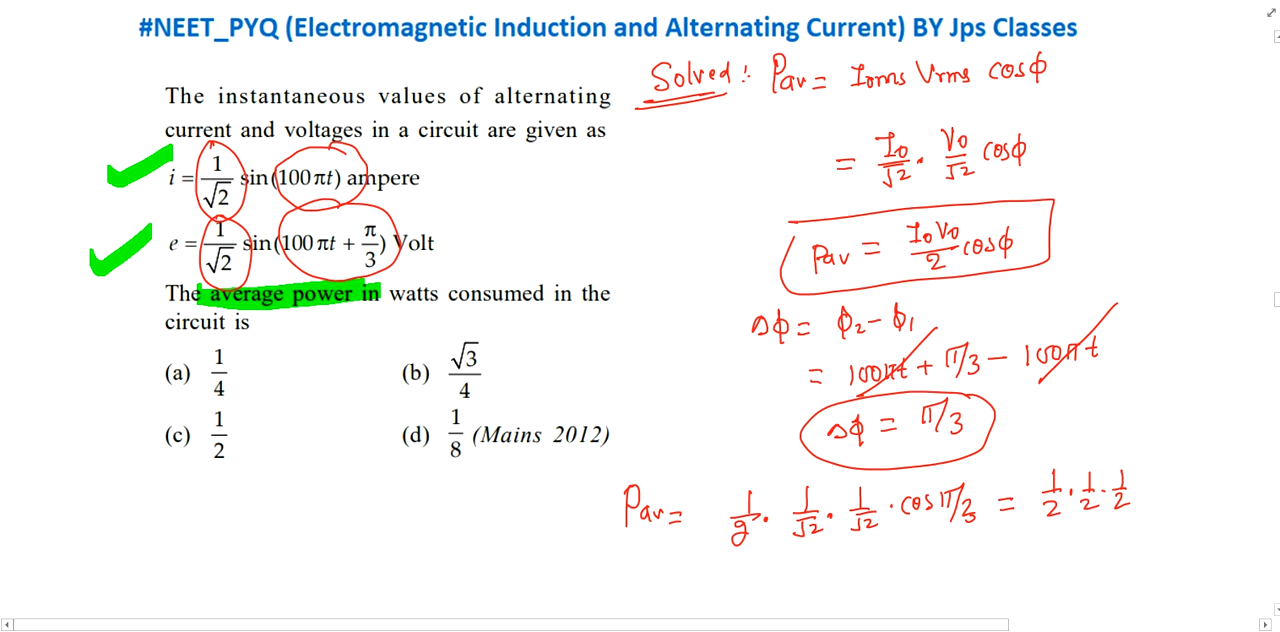 #NEET_PYQ (Electromagnetic Induction and Alternating Current) BY Jps Classes
The instantaneous values of alternating
current and voltages in a circuit are given as
i = 1/√2 sin(100 πt) ampere
e = 1/√2 sin(100 πt + π/3) Volt
The average power in watts consumed in the
circuit is
(a) 1/4 (b) √3/4
(c) 1/2 (d) 1/8 (Mains 2012)
Solved :- Pav = Irms Vrms cosϕ
= I0/√2 . V0/√2 cosϕ
Pav = I0V0/2 cosϕ
Δϕ = ϕ2 - ϕ1
= 100πt + π/3 - 100πt
Δϕ = π/3
Pav = 1/2 . 1/√2 . 1/√2 . cos π/3 = 1/2 . 1/2 . 1/2